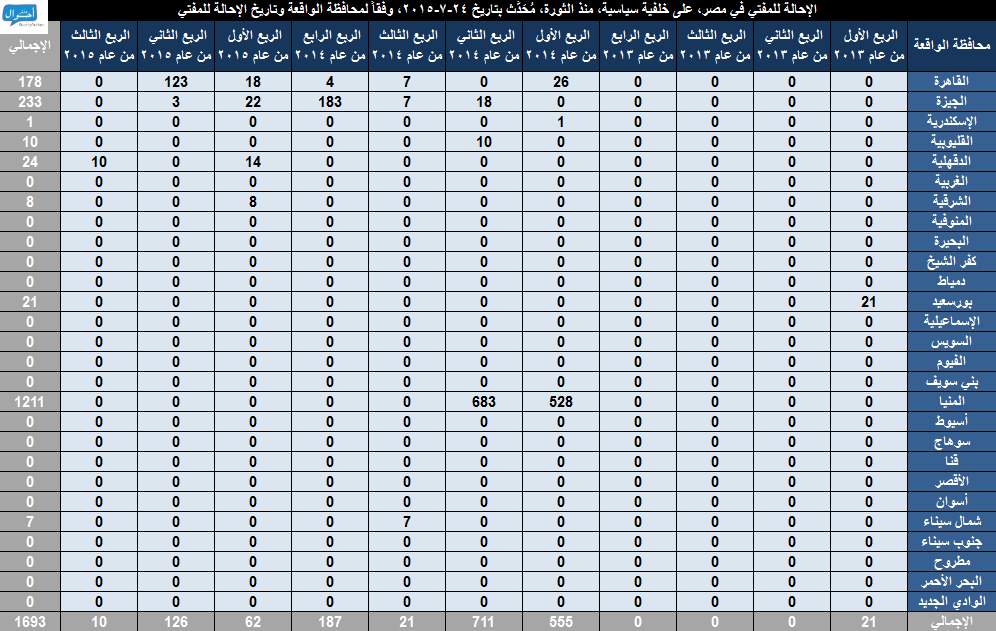 الإحالة للمفتي في مصر، على خلفية سياسية، منذ الثورة، مُحَدَّث بتاريخ ٢٤-٧-٢٠١٥، وفقاً لمحافظة الواقعة وتاريخ الإحالة للمفتي
محافظة الواقعة الربع الأول من عام ٢٠١٣ الربع الثاني من عام ٢٠١٣ الربع الثالث من عام ٢٠١٣ الربع الرابع من عام ٢٠١٣ الربع الأول من عام ٢٠١٤ الربع الثاني من عام ٢٠١٤ الربع الثالث من عام ٢٠١٤ الربع الرابع من عام ٢٠١٤ الربع الأول من عام ٢٠١٥ الربع الثاني من عام ٢٠١٥ الربع الثالث من عام ٢٠١٥ الإجمالي
القاهرة 0 0 0 0 26 0 7 4 18 123 0 178
الجيزة 0 0 0 0 0 18 7 183 22 3 0 233
الإسكندرية 0 0 0 0 1 0 0 0 0 0 0 1
القليوبية 0 0 0 0 0 10 0 0 0 0 0 10
الدقهلية 0 0 0 0 0 0 0 0 14 0 10 24
الغربية 0 0 0 0 0 0 0 0 0 0 0 0
الشرقية 0 0 0 0 0 0 0 0 8 0 0 8
المنوفية 0 0 0 0 0 0 0 0 0 0 0 0
البحيرة 0 0 0 0 0 0 0 0 0 0 0 0
كفر الشيخ 0 0 0 0 0 0 0 0 0 0 0 0
دمياط 0 0 0 0 0 0 0 0 0 0 0 0
بورسعيد 21 0 0 0 0 0 0 0 0 0 0 21
الإسماعيلية 0 0 0 0 0 0 0 0 0 0 0 0
السويس 0 0 0 0 0 0 0 0 0 0 0 0
الفيوم 0 0 0 0 0 0 0 0 0 0 0 0
بني سويف 0 0 0 0 0 0 0 0 0 0 0 0
المنيا 0 0 0 0 528 683 0 0 0 0 0 1211
أسيوط 0 0 0 0 0 0 0 0 0 0 0 0
سوهاج 0 0 0 0 0 0 0 0 0 0 0 0
قنا 0 0 0 0 0 0 0 0 0 0 0 0
الأقصر 0 0 0 0 0 0 0 0 0 0 0 0
أسوان 0 0 0 0 0 0 0 0 0 0 0 0
شمال سيناء 0 0 0 0 0 0 7 0 0 0 0 7
جنوب سيناء 0 0 0 0 0 0 0 0 0 0 0 0
مطروح 0 0 0 0 0 0 0 0 0 0 0 0
البحر الأحمر 0 0 0 0 0 0 0 0 0 0 0 0
الوادي الجديد 0 0 0 0 0 0 0 0 0 0 0 0
الإجمالي 21 0 0 0 555 711 21 187 62 126 10 1693